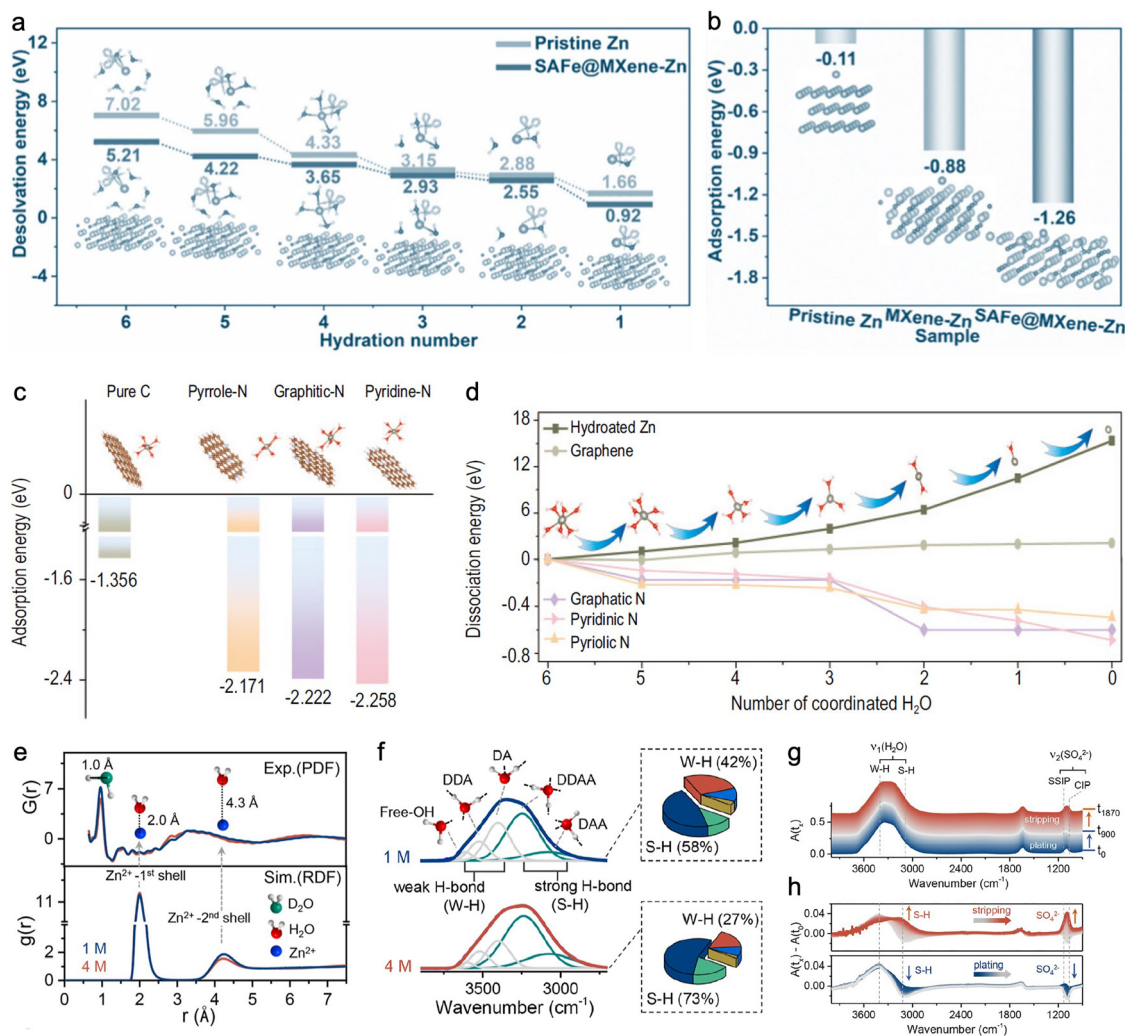 a
12
8
4
0
-4
Desolvation energy (eV)
Pristine Zn
SAFe@MXene-Zn
7.02
5.96
4.33
3.15
2.88
1.66
5.21
4.22
3.65
2.93
2.55
0.92
6 5 4 3 2 1
Hydration number
b
0.0
-0.3
-0.6
-0.9
-1.2
-1.5
-1.8
Adsorption energy (eV)
-0.11
-0.88
-1.26
Pristine Zn MXene-Zn SAFe@MXene-Zn
Sample
c
Pure C Pyrrole-N Graphitic-N Pyridine-N
0
-1.6
-2.4
Adsorption energy (eV)
-1.356
-2.171
-2.222
-2.258
d
18
12
6
0
-0.4
-0.8
Dissociation energy (eV)
Hydroated Zn
Graphene
Graphatic N
Pyridinic N
Pyriolic N
6 5 4 3 2 1 0
Number of coordinated H₂O
e
1.0 Å
Exp.(PDF)
7
0
G(r)
2.0 Å
4.3 Å
Zn²⁺-1ˢᵗ shell
Sim.(RDF)
Zn²⁺-2ⁿᵈ shell
D₂O
H₂O
Zn²⁺
11
2
1
0
g(r)
1 M
4 M
0 1 2 3 4 5 6 7
r (Å)
f
DA
DDA
DDAA
Free-OH
DAA
1 M
weak H-bond
(W-H)
strong H-bond
(S-H)
4 M
3500 3000
Wavenumber (cm⁻¹)
W-H (42%)
S-H (58%)
W-H (27%)
S-H (73%)
g
ν₁(H₂O)
W-H S-H
ν₂(SO₄²⁻)
SSIP
CIP
0.5
0.0
A(tₓ)
stripping
plating
t₁₈₇₀
t₉₀₀
t₀
3600 3000 2400 1800 1200
Wavenumber (cm⁻¹)
h
0.04
0.00
S-H
stripping
SO₄²⁻
A(tₓ) - A(t₀)
0.04
0.00
S-H
plating
SO₄²⁻
3600 3000 2400 1800 1200
Wavenumber (cm⁻¹)